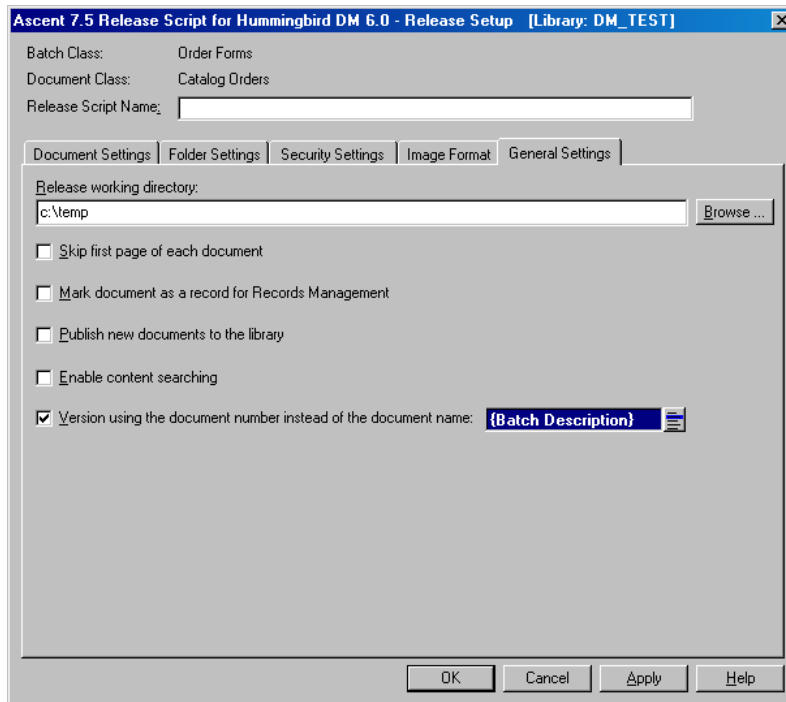 Ascent 7.5 Release Script for Hummingbird DM 6.0 - Release Setup [Library: DM_TEST]
Batch Class: Order Forms
Document Class: Catalog Orders
Release Script Name:
Document Settings Folder Settings Security Settings Image Format General Settings
Release working directory:
c:\temp Browse ...
Skip first page of each document
Mark document as a record for Records Management
Publish new documents to the library
Enable content searching
Version using the document number instead of the document name: {Batch Description}
OK Cancel Apply Help